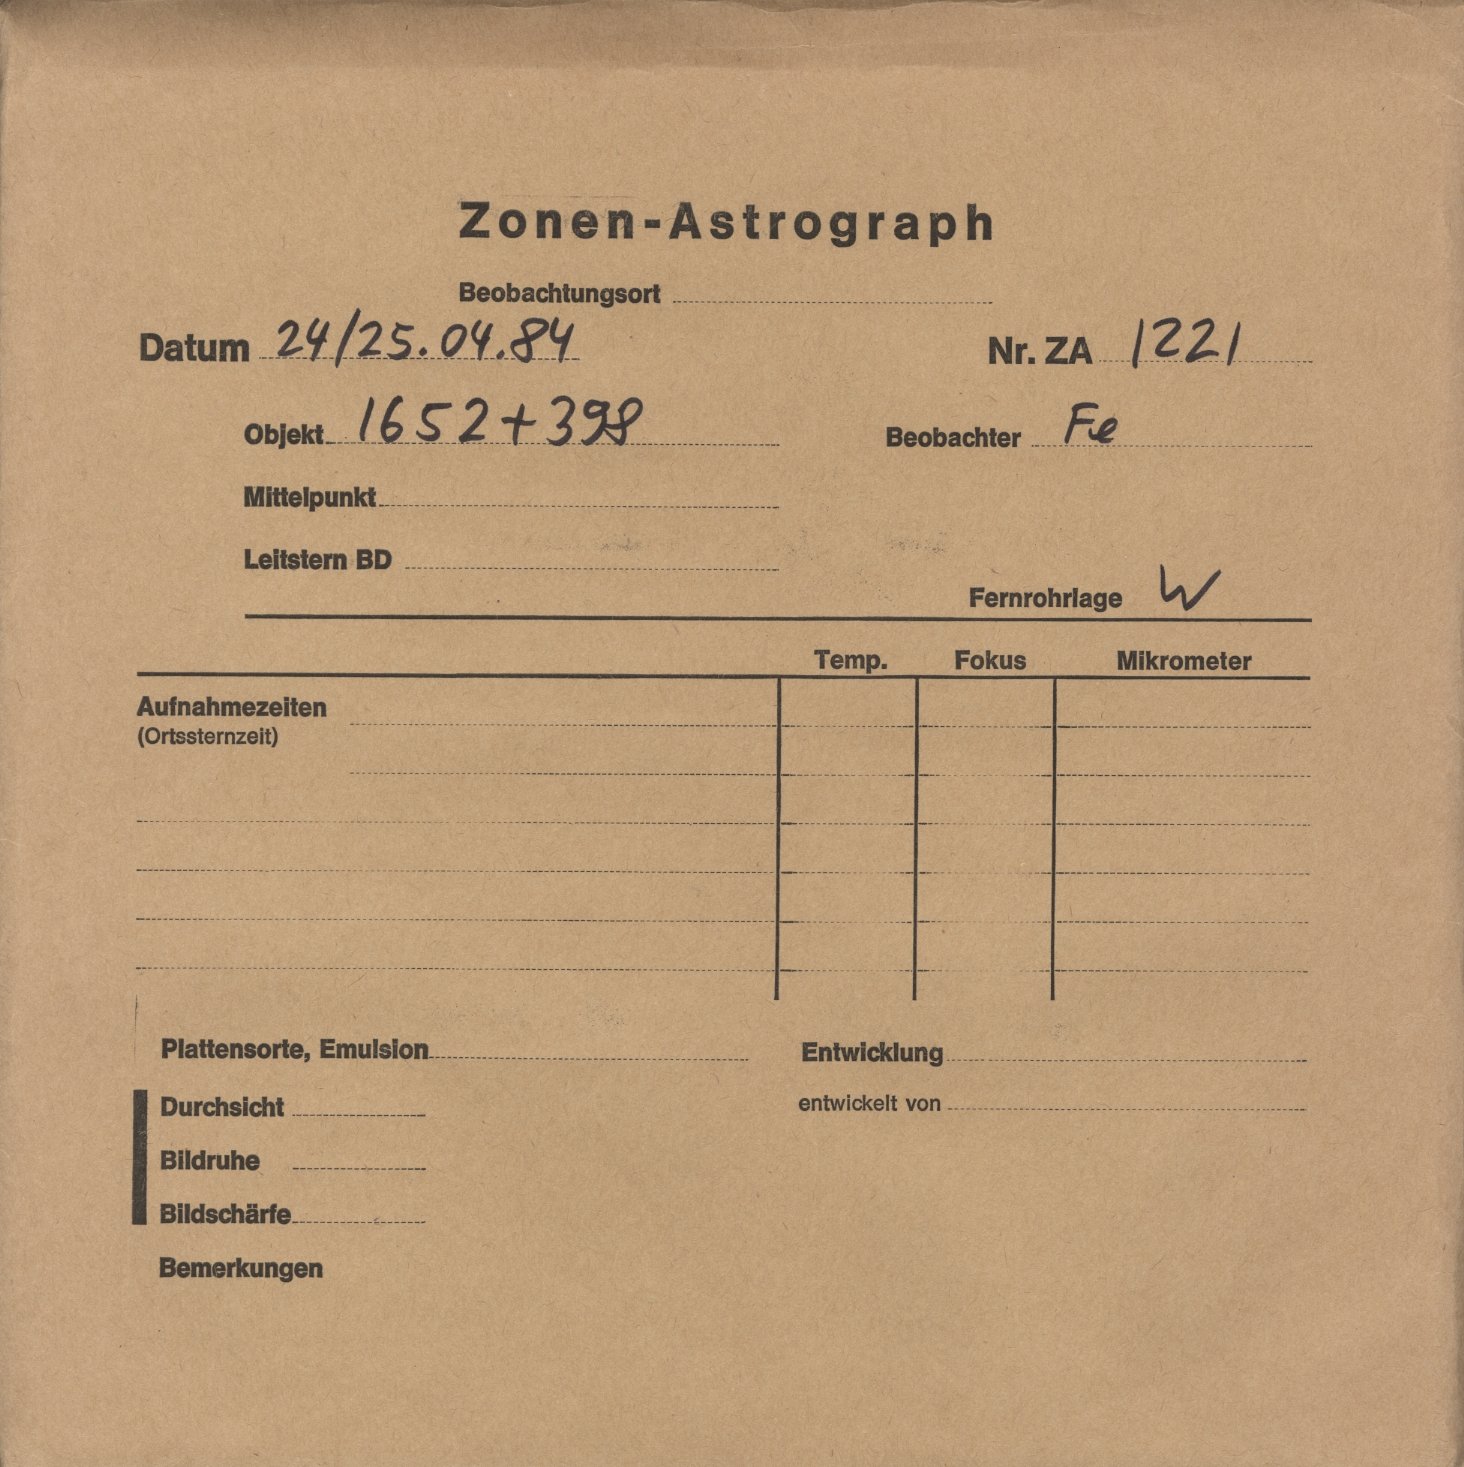 Zonen-Astrograph
Beobachtungsort
Datum 24/25.04.84 Nr. ZA 1221
Objekt 1652+398 Beobachter Fe
Mittelpunkt
Leitstern BD
Fernrohrlage W
Temp. Fokus Mikrometer
Aufnahmezeiten
(Ortssternzeit)
Plattensorte, Emulsion Entwicklung
Durchsicht entwickelt von
Bildruhe
Bildschärfe
Bemerkungen